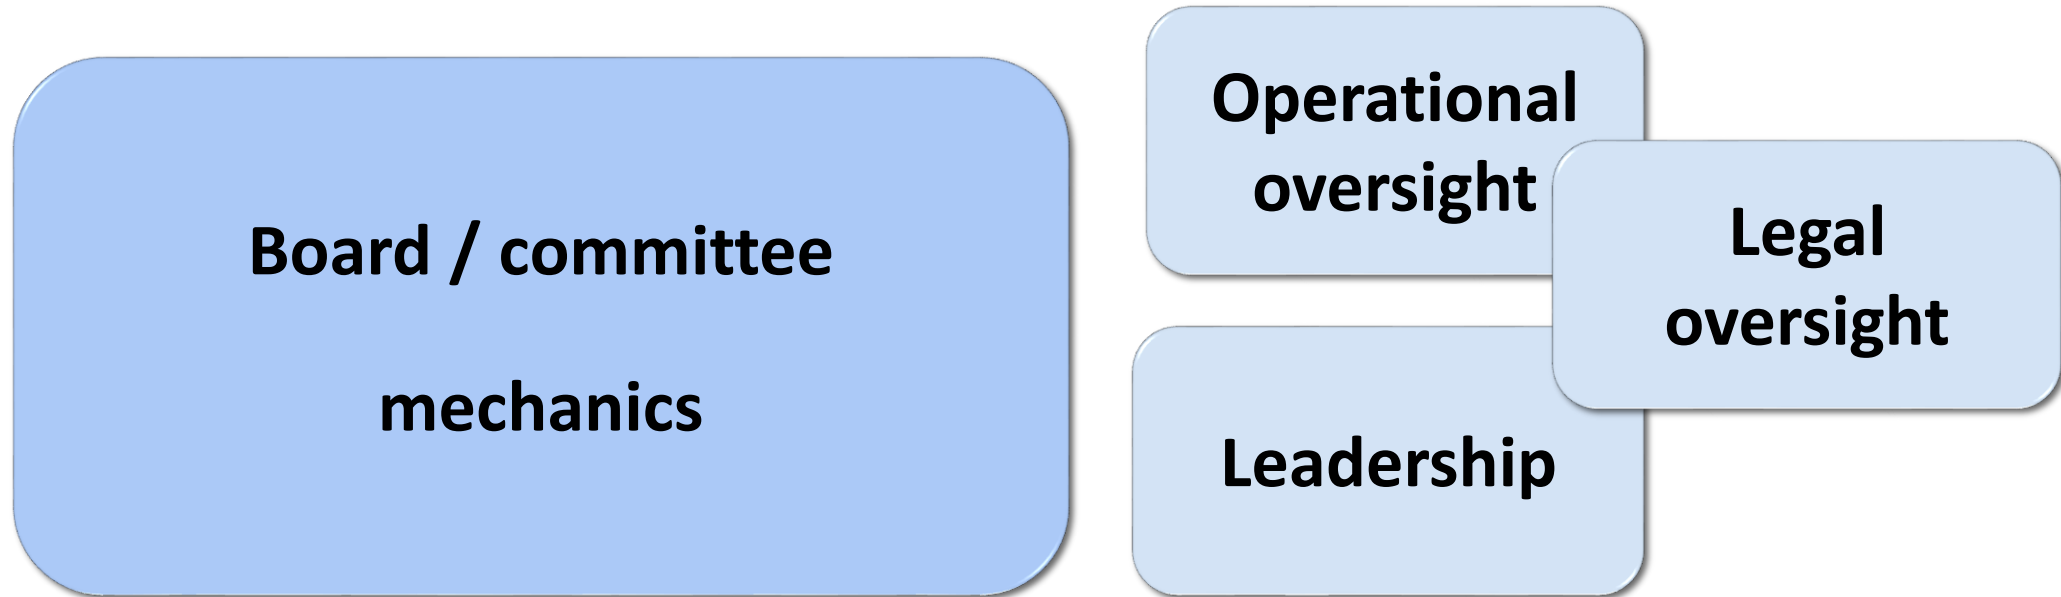 Board / committee
mechanics
Operational
oversight
Legal
oversight
Leadership